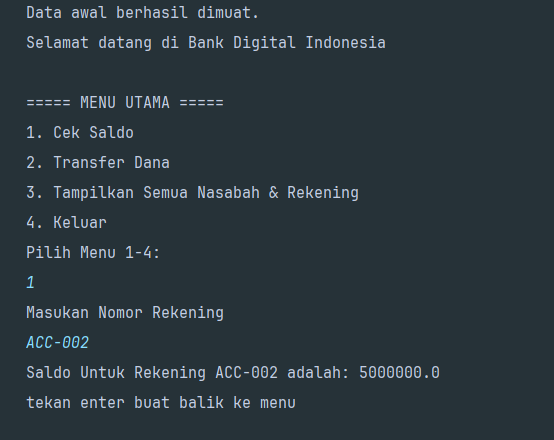 Data awal berhasil dimuat.
Selamat datang di Bank Digital Indonesia
===== MENU UTAMA =====
1. Cek Saldo
2. Transfer Dana
3. Tampilkan Semua Nasabah & Rekening
4. Keluar
Pilih Menu 1-4:
1
Masukan Nomor Rekening
ACC-002
Saldo Untuk Rekening ACC-002 adalah: 5000000.0
tekan enter buat balik ke menu